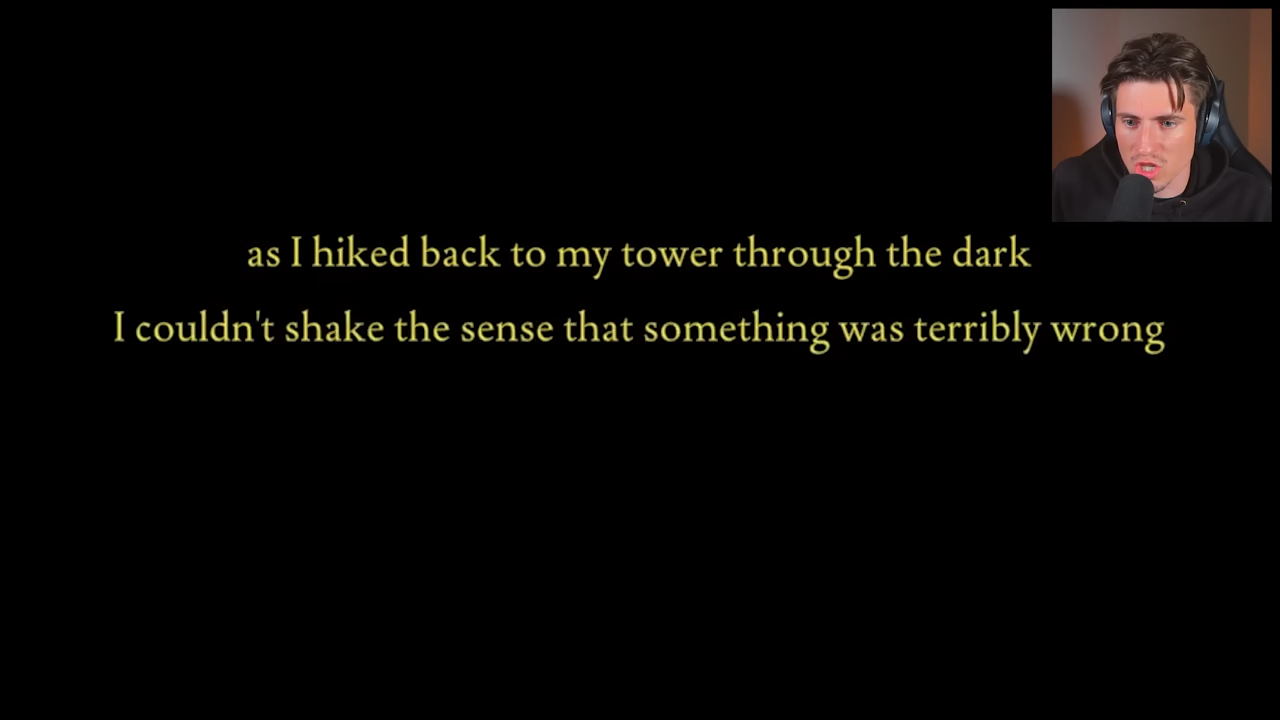 as I hiked back to my tower through the dark
I couldn't shake the sense that something was terribly wrong